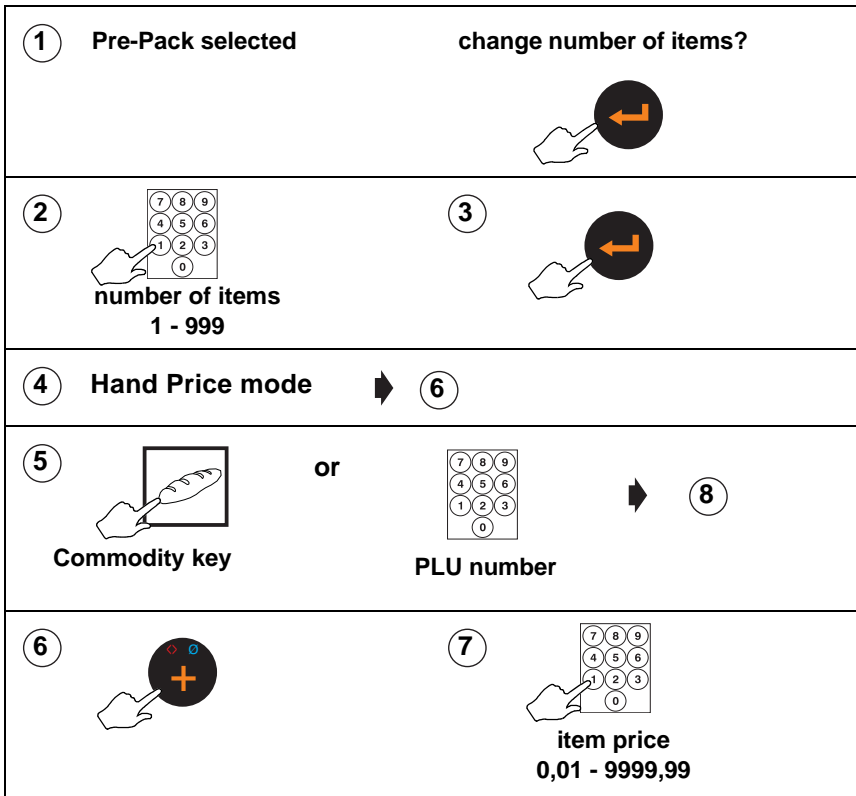 1 Pre-Pack selected change number of items?
2
7 8 9
4 5 6
1 2 3
0
number of items
1 - 999
3
4 Hand Price mode 6
5 or
7 8 9
4 5 6
1 2 3
0
8
Commodity key
PLU number
6
<> Ø
+
7
7 8 9
4 5 6
1 2 3
0
item price
0,01 - 9999,99